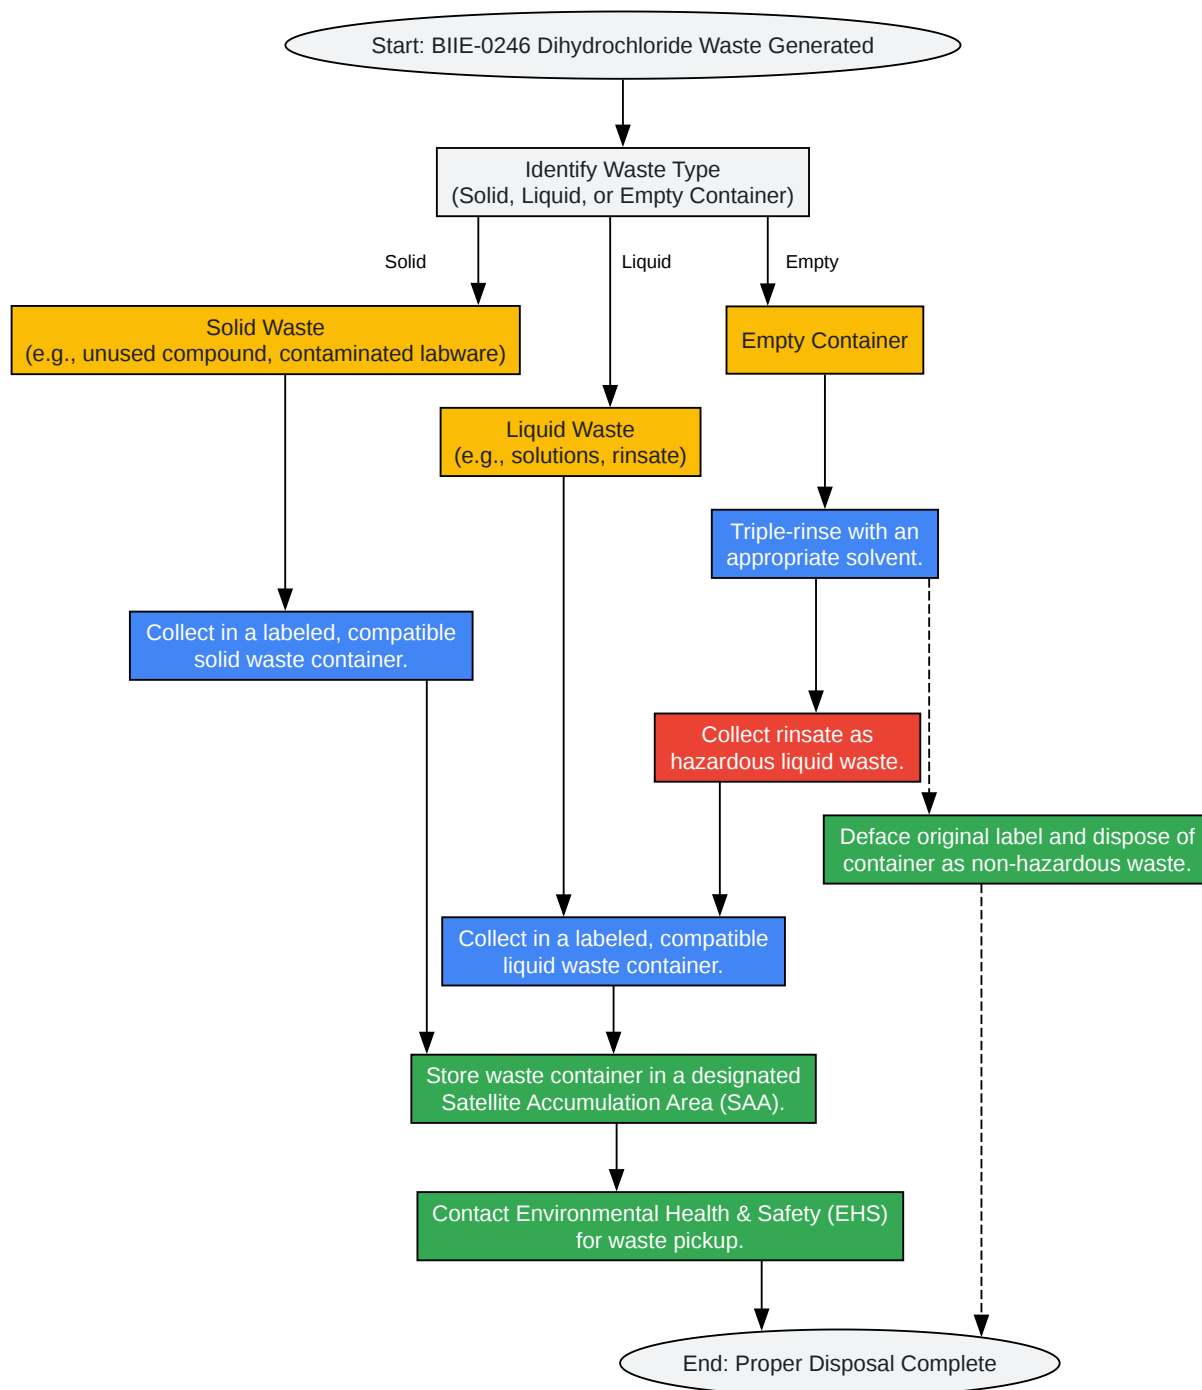 Start: BIIE-0246 Dihydrochloride Waste Generated
Identify Waste Type
(Solid, Liquid, or Empty Container)
Solid
Liquid
Empty
Solid Waste
(e.g., unused compound, contaminated labware)
Empty Container
Liquid Waste
(e.g., solutions, rinsate)
Triple-rinse with an
appropriate solvent.
Collect in a labeled, compatible
solid waste container.
Collect rinsate as
hazardous liquid waste.
Deface original label and dispose of
container as non-hazardous waste.
Collect in a labeled, compatible
liquid waste container.
Store waste container in a designated
Satellite Accumulation Area (SAA).
Contact Environmental Health & Safety (EHS)
for waste pickup.
End: Proper Disposal Complete